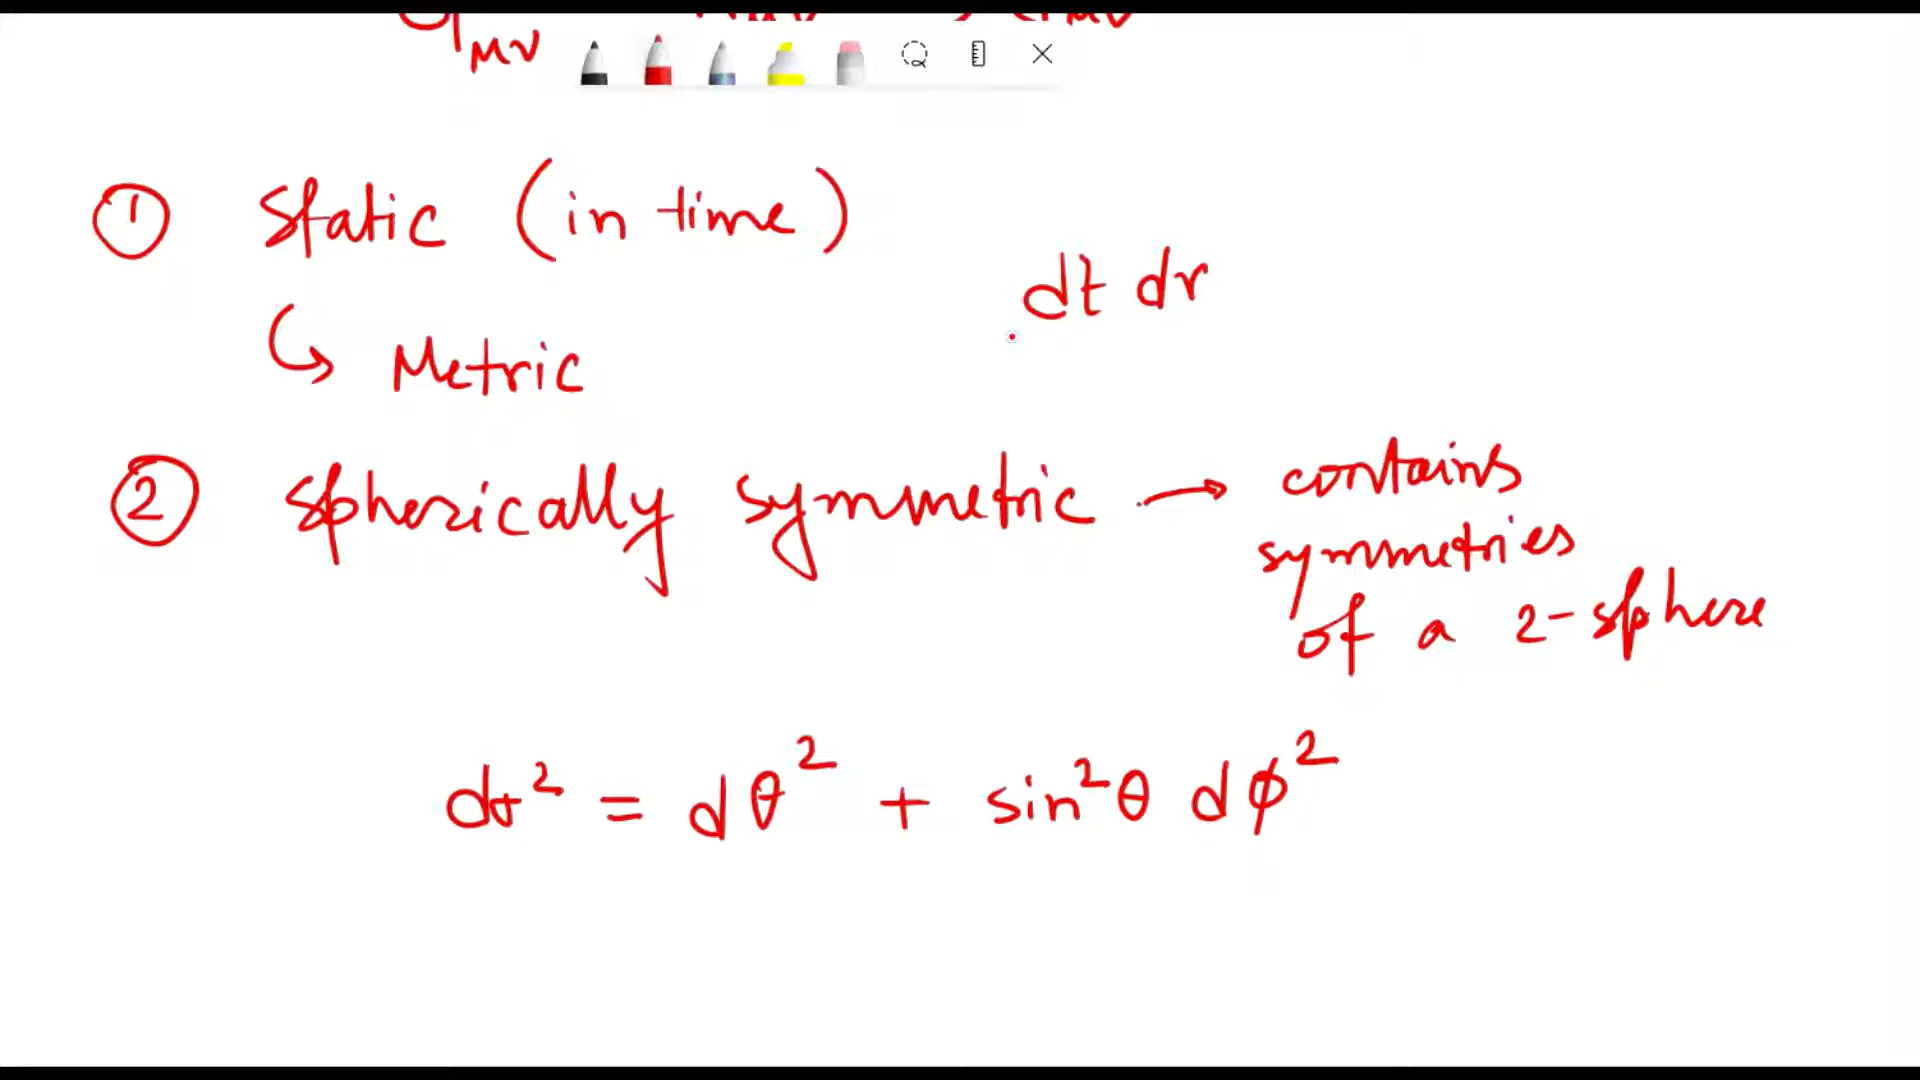 μν
① Static (in time)
dt dr
↳ Metric
② Spherically symmetric → contains
symmetries
of a 2-sphere
dσ² = dθ² + sin²θ dϕ²